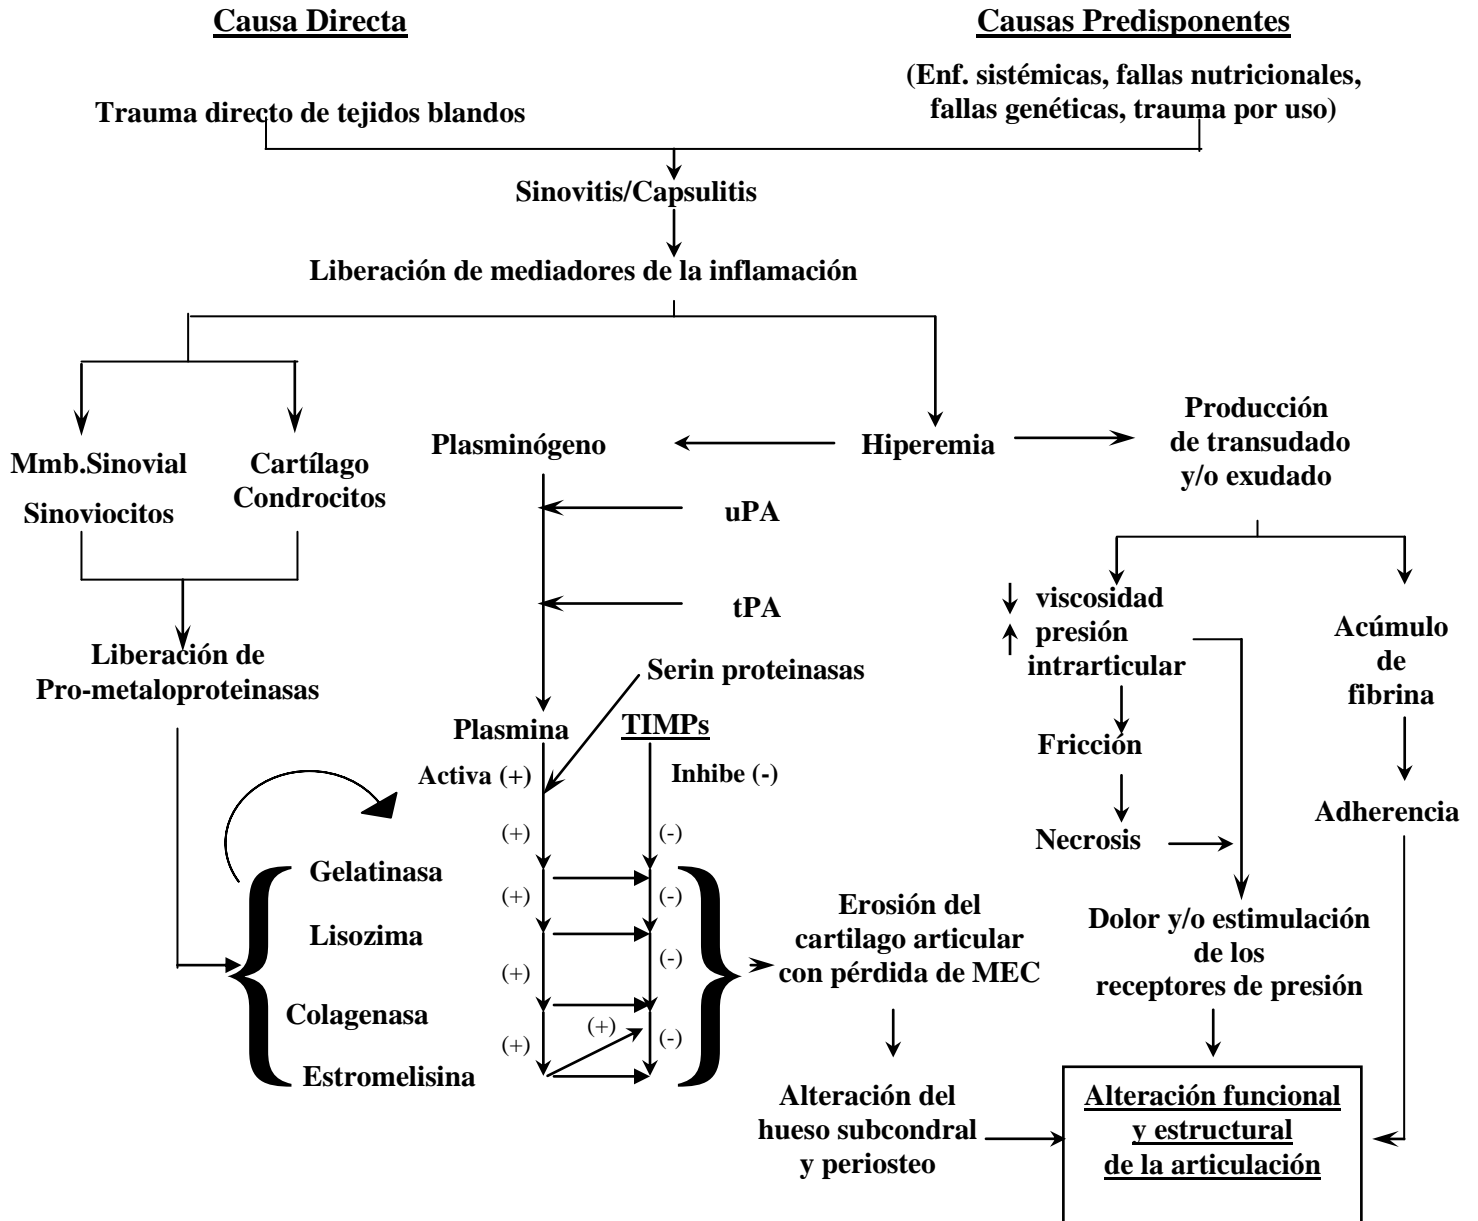 Causa Directa
Causas Predisponentes
(Enf. sistémicas, fallas nutricionales,
fallas genéticas, trauma por uso)
Trauma directo de tejidos blandos
Sinovitis/Capsulitis
Liberación de mediadores de la inflamación
Mmb.Sinovial
Sinoviocitos
Cartílago
Condrocitos
Plasminógeno
Hiperemia
Producción
de transudado
y/o exudado
uPA
tPA
Serin proteinasas
Liberación de
Pro-metaloproteinasas
viscosidad
presión
intrarticular
Acúmulo
de
fibrina
Plasmina
TIMPs
Fricción
Activa (+)
Inhibe (-)
Necrosis
Adherencia
(+)
(-)
Gelatinasa
(+)
(-)
Lisozima
(+)
(-)
Colagenasa
(+)
(+)
(-)
Estromelisina
Erosión del
cartilago articular
con pérdida de MEC
Dolor y/o estimulación
de los
receptores de presión
Alteración del
hueso subcondral
y periosteo
Alteración funcional
y estructural
de la articulación